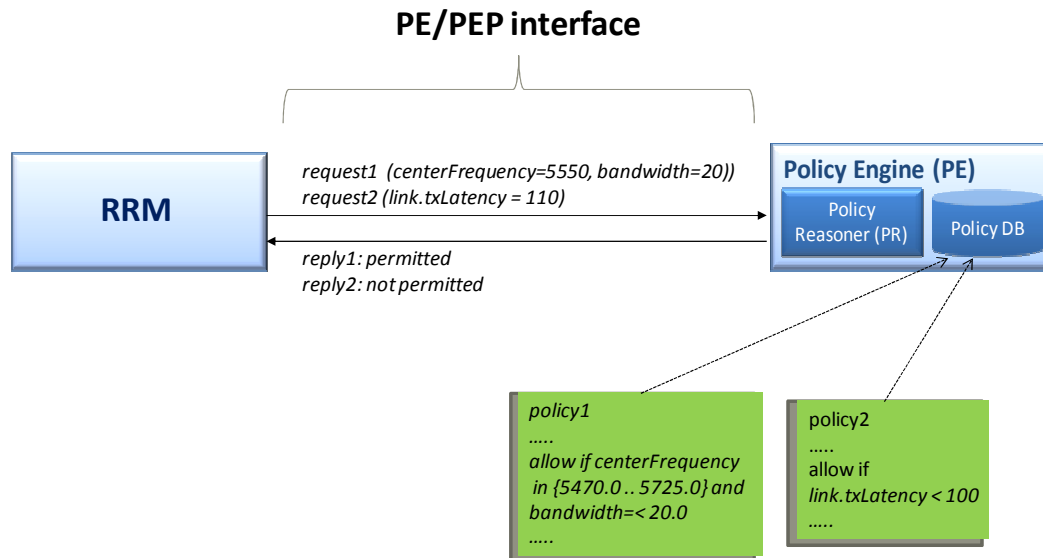 PE/PEP interface
RRM
request1  (centerFrequency=5550, bandwidth=20))
request2 (link.txLatency = 110)
reply1: permitted
reply2: not permitted
Policy Engine (PE)
Policy
Reasoner (PR)
Policy DB
policy1
…..
allow if centerFrequency
in {5470.0 .. 5725.0} and
bandwidth=< 20.0
…..
policy2
…..
allow if
link.txLatency < 100
…..